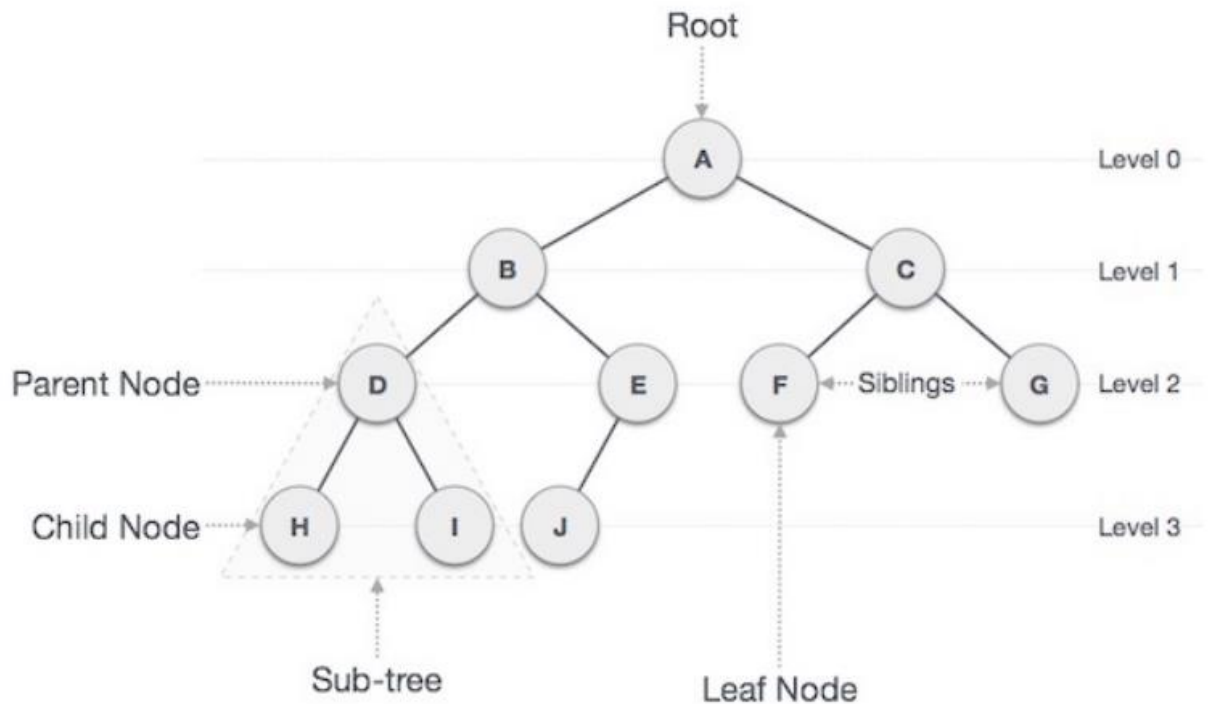 Root
A
Level 0
B
C
Level 1
Parent Node
D
E
F
Siblings
G
Level 2
Child Node
H
I
J
Level 3
Sub-tree
Leaf Node